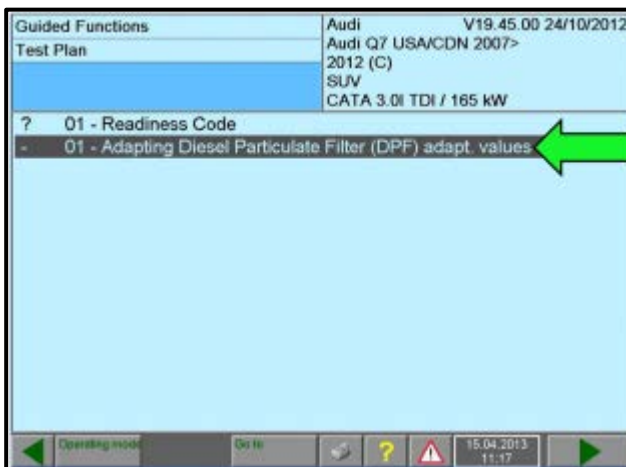 Guided Functions
Test Plan
Audi V19.45.00 24/10/2012
Audi Q7 USA/CDN 2007>
2012 (C)
SUV
CATA 3.0l TDI / 165 kW
? 01 - Readiness Code
- 01 - Adapting Diesel Particulate Filter (DPF) adapt. values
Operating mode Go to ? 15.04.2013
11:17